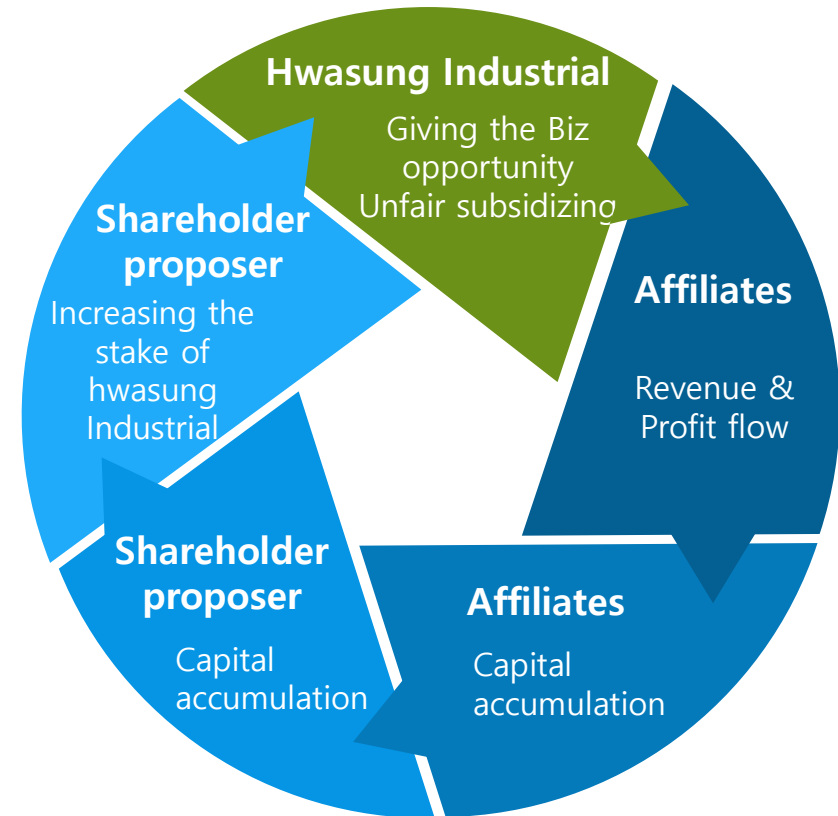 Hwasung Industrial
Giving the Biz
opportunity
Unfair subsidizing
Affiliates
Revenue &
Profit flow
Affiliates
Capital
accumulation
Shareholder
proposer
Capital
accumulation
Shareholder
proposer
Increasing the
stake of
hwasung
Industrial